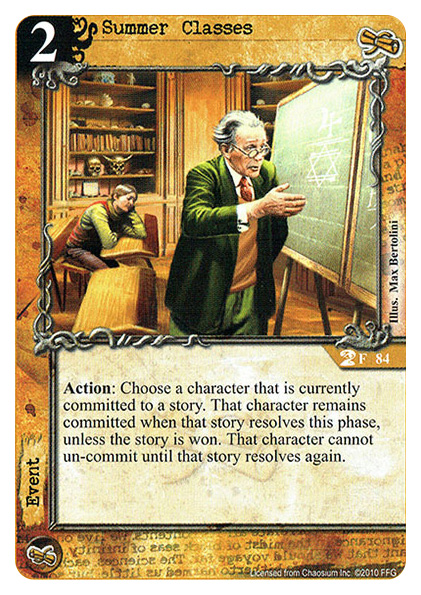 2
Summer Classes
Illus. Max Bertolini
F 84
Action: Choose a character that is currently
committed to a story. That character remains
committed when that story resolves this phase,
unless the story is won. That character cannot
un-commit until that story resolves again.
Event
Licensed from Chaosium Inc. ©2010 FFG